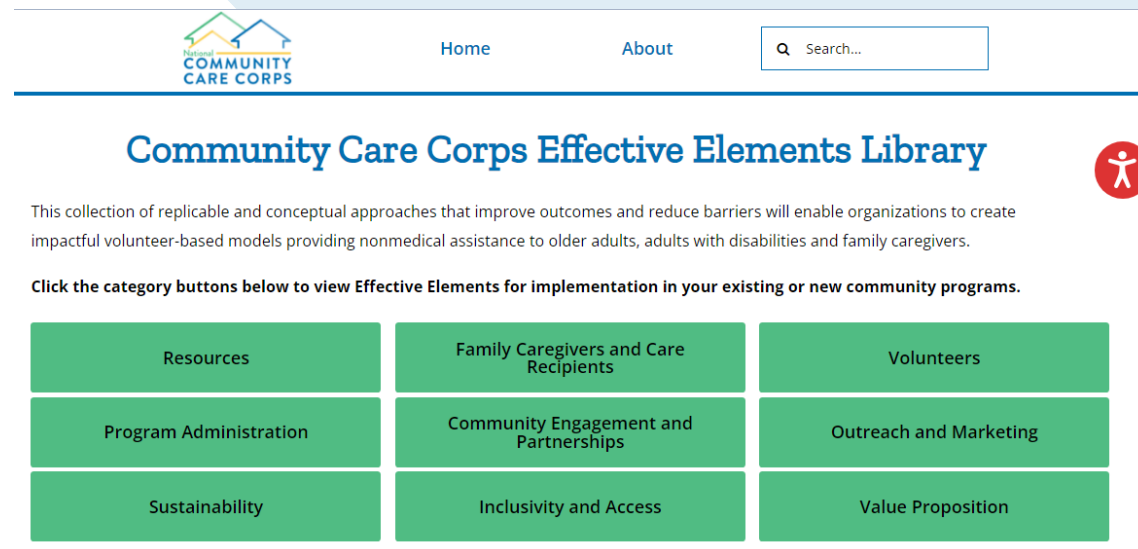 National
COMMUNITY
CARE CORPS
Home
About
Search...
Community Care Corps Effective Elements Library
This collection of replicable and conceptual approaches that improve outcomes and reduce barriers will enable organizations to create
impactful volunteer-based models providing nonmedical assistance to older adults, adults with disabilities and family caregivers.
Click the category buttons below to view Effective Elements for implementation in your existing or new community programs.
Resources
Family Caregivers and Care
Recipients
Volunteers
Program Administration
Community Engagement and
Partnerships
Outreach and Marketing
Sustainability
Inclusivity and Access
Value Proposition